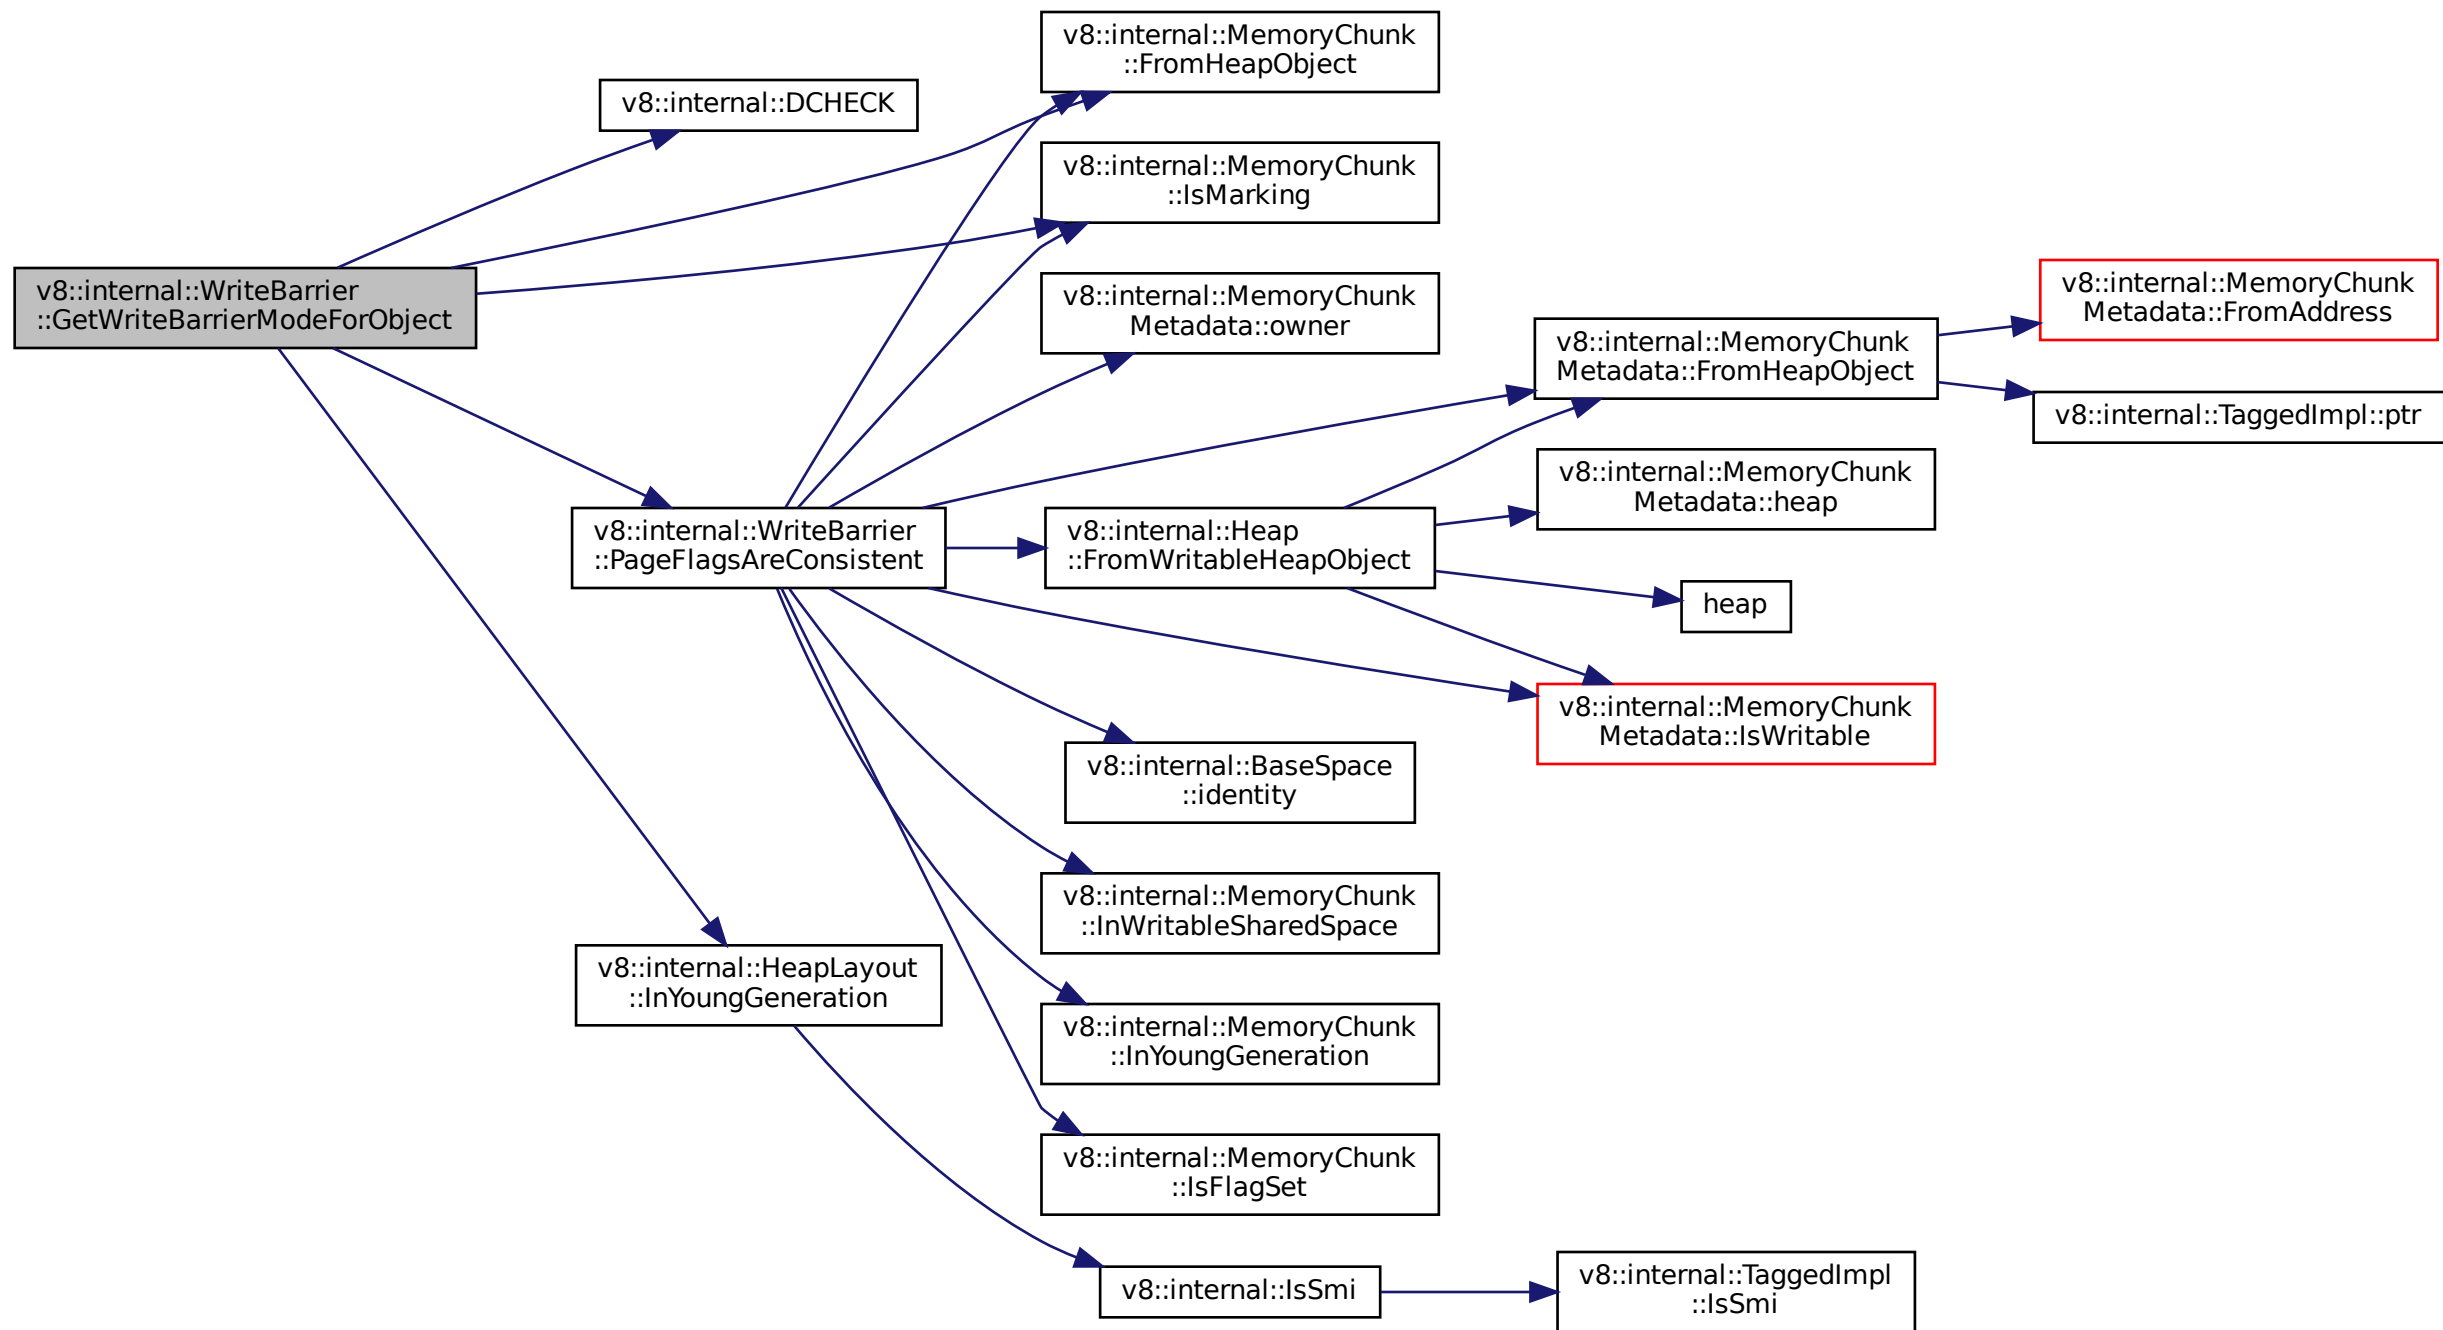 v8::internal::WriteBarrier
::GetWriteBarrierModeForObject
v8::internal::DCHECK
v8::internal::WriteBarrier
::PageFlagsAreConsistent
v8::internal::HeapLayout
::InYoungGeneration
v8::internal::MemoryChunk
::FromHeapObject
v8::internal::MemoryChunk
::IsMarking
v8::internal::MemoryChunk
Metadata::owner
v8::internal::Heap
::FromWritableHeapObject
v8::internal::BaseSpace
::identity
v8::internal::MemoryChunk
::InWritableSharedSpace
v8::internal::MemoryChunk
::InYoungGeneration
v8::internal::MemoryChunk
::IsFlagSet
v8::internal::IsSmi
v8::internal::MemoryChunk
Metadata::FromHeapObject
v8::internal::MemoryChunk
Metadata::heap
heap
v8::internal::MemoryChunk
Metadata::IsWritable
v8::internal::TaggedImpl
::IsSmi
v8::internal::MemoryChunk
Metadata::FromAddress
v8::internal::TaggedImpl::ptr